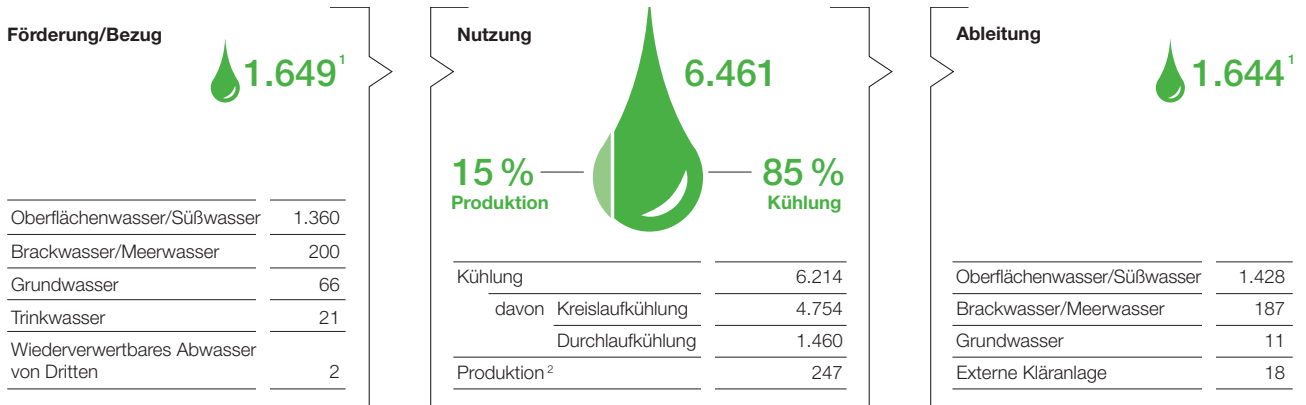 Förderung/Bezug
1.649¹
Oberflächenwasser/Süßwasser 1.360
Brackwasser/Meerwasser 200
Grundwasser 66
Trinkwasser 21
Wiederverwertbares Abwasser
von Dritten 2
Nutzung
6.461
15 % 85 %
Produktion Kühlung
Kühlung 6.214
davon Kreislaufkühlung 4.754
Durchlaufkühlung 1.460
Produktion² 247
Ableitung
1.644¹
Oberflächenwasser/Süßwasser 1.428
Brackwasser/Meerwasser 187
Grundwasser 11
Externe Kläranlage 18